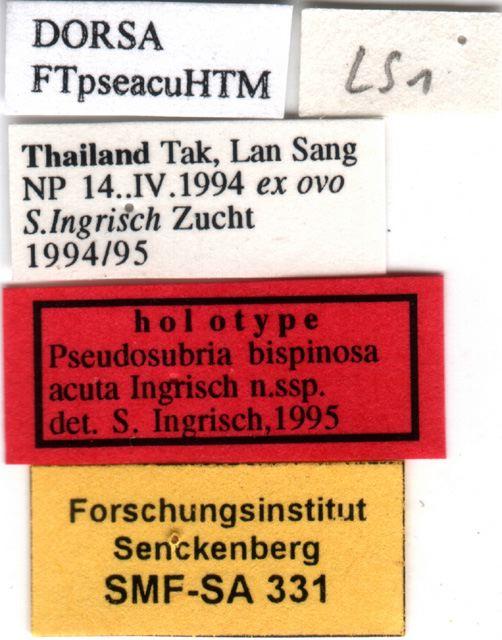 DORSA
FTpseacuHTM
LS1
Thailand Tak, Lan Sang
NP 14..IV.1994 ex ovo
S.Ingrisch Zucht
1994/95
holotype
Pseudosubria bispinosa
acuta Ingrisch n.ssp.
det. S. Ingrisch,1995
Forschungsinstitut
Senckenberg
SMF-SA 331